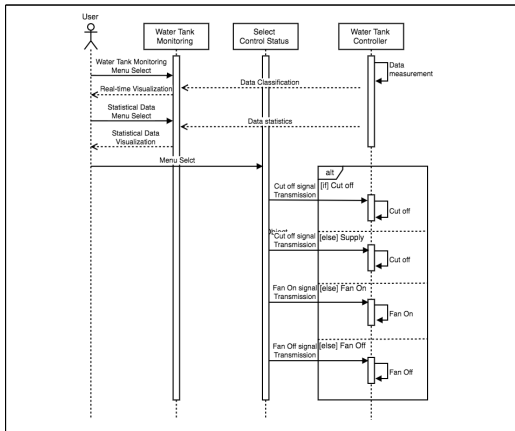 User
Water Tank
Monitoring
Select
Control Status
Water Tank
Controller
Data
measurement
Water Tank Monitoring
Menu Select
Data Classification
Real-time Visualization
Statistical Data
Menu Select
Data statistics
Statistical Data
Visualization
Menu Selct
alt
Cut off signal
Transmission
[if] Cut off
Cut off
Cut off signal
Transmission
[else] Supply
Cut off
Fan On signal
Transmission
[else] Fan On
Fan On
Fan Off signal
Transmission
[else] Fan Off
Fan Off